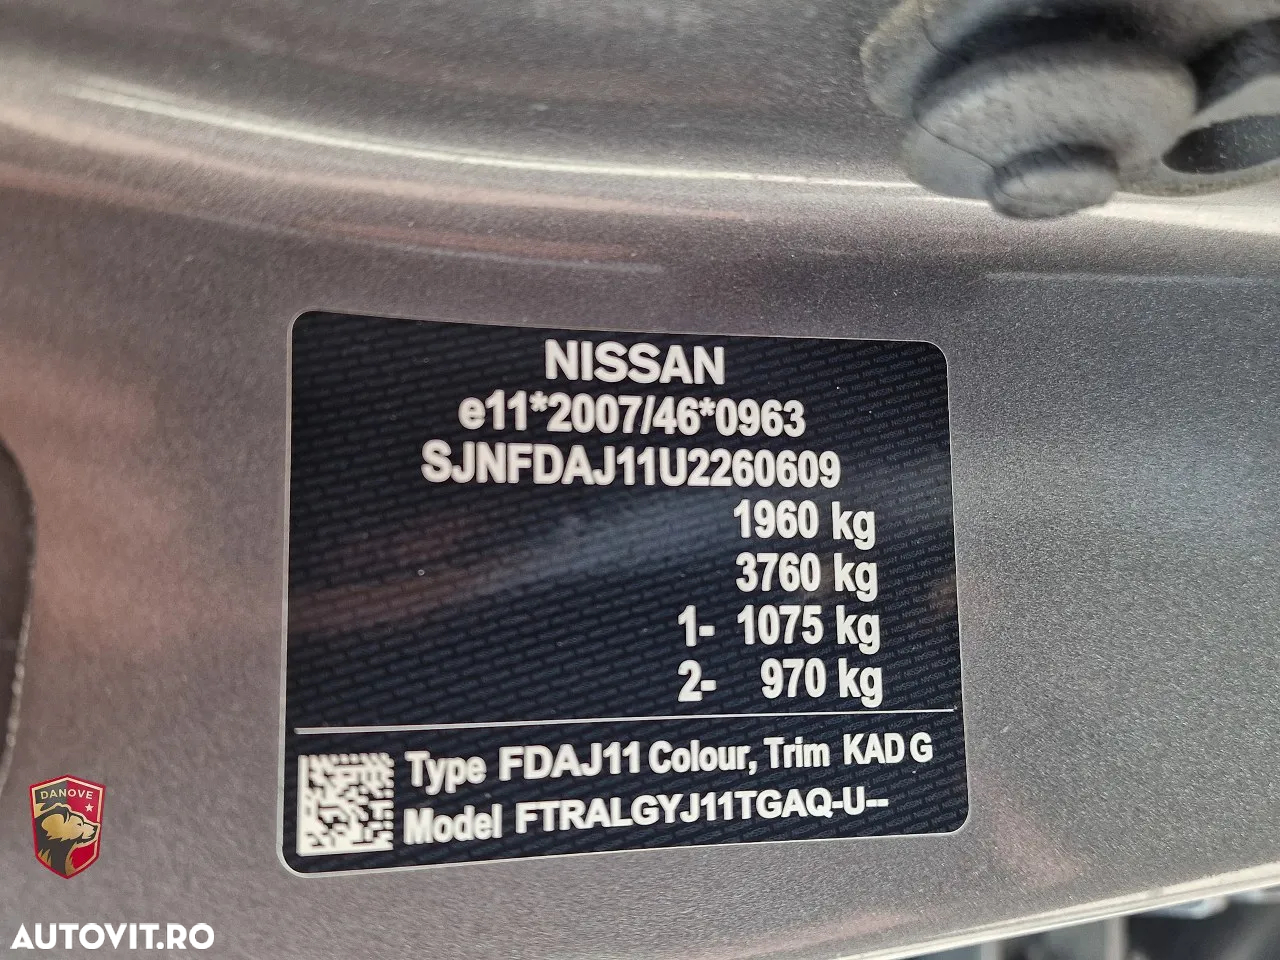 NISSAN
e11*2007/46*0963
SJNFDAJ11U2260609
1960 kg
3760 kg
1- 1075 kg
2- 970 kg
Type FDAJ11 Colour, Trim KAD G
Model FTRALGYJ11TGAQ-U--
DANOVE
AUTOVIT.RO